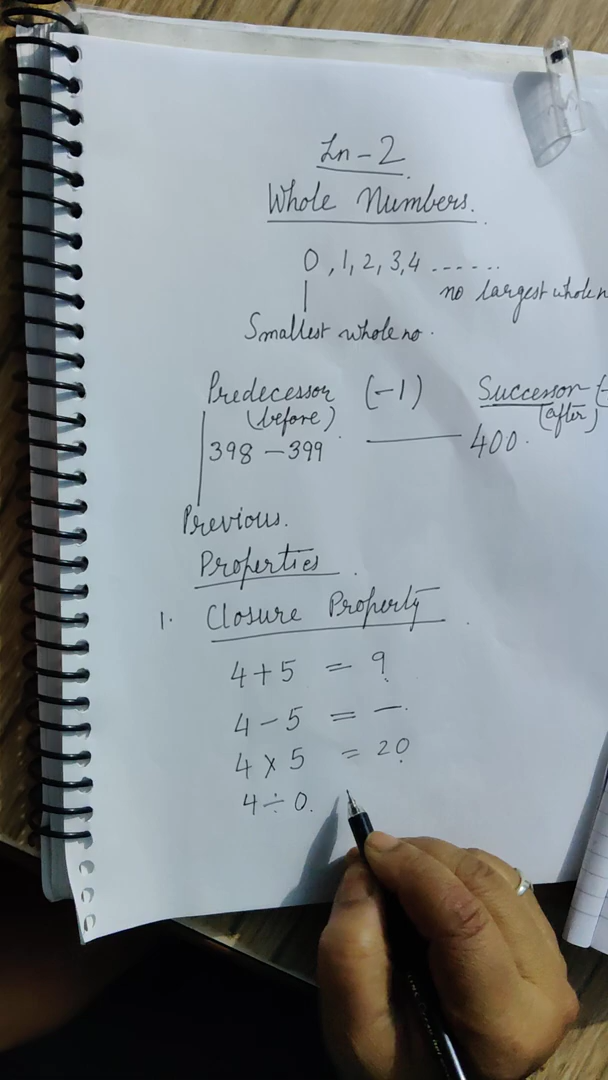 Ln-2
Whole Numbers.
0, 1, 2, 3, 4 ......
no largest whole n
Smallest whole no.
Predecessor (-1) Successor (-
(before) (after)
398 - 399 ——— 400.
Previous.
Properties.
1. Closure Property.
4+5 = 9
4-5 = —.
4 x 5 = 20
4 ÷ 0.